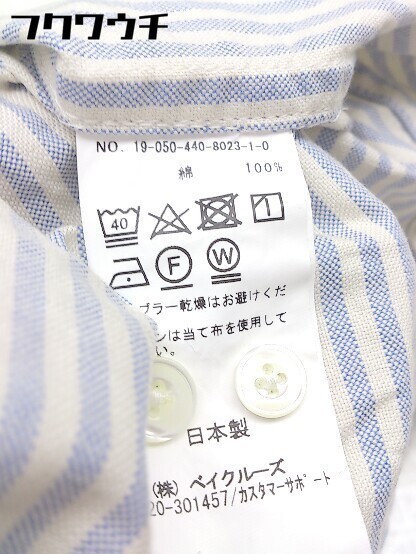 フクワウチ
NO. 19-050-440-8023-1-0
綿 100%
40
F W
ブラー乾燥はお避けくだ
ンは当て布を使用して
い。
日本製
(株) ベイクルーズ
20-301457/カスタマーサポート